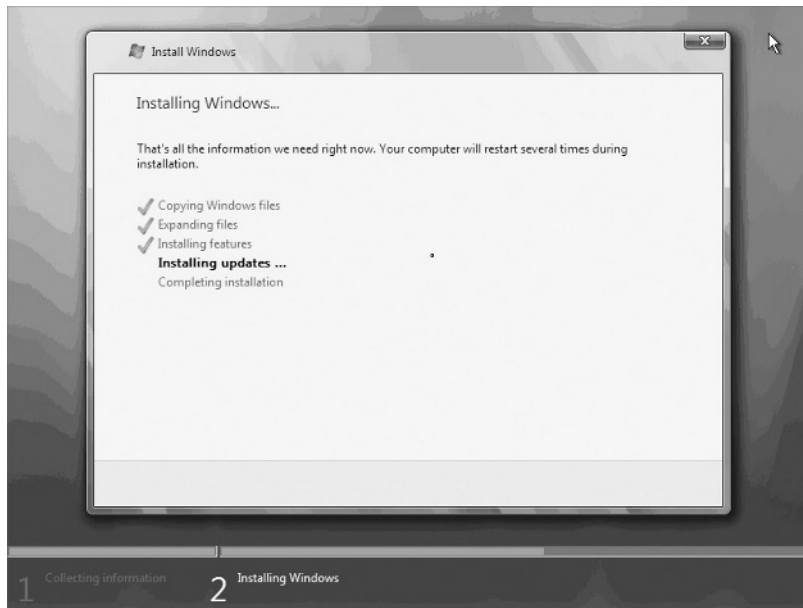 Install Windows
Installing Windows...
That's all the information we need right now. Your computer will restart several times during
installation.
Copying Windows files
Expanding files
Installing features
Installing updates ...
Completing installation
1 Collecting information
2 Installing Windows